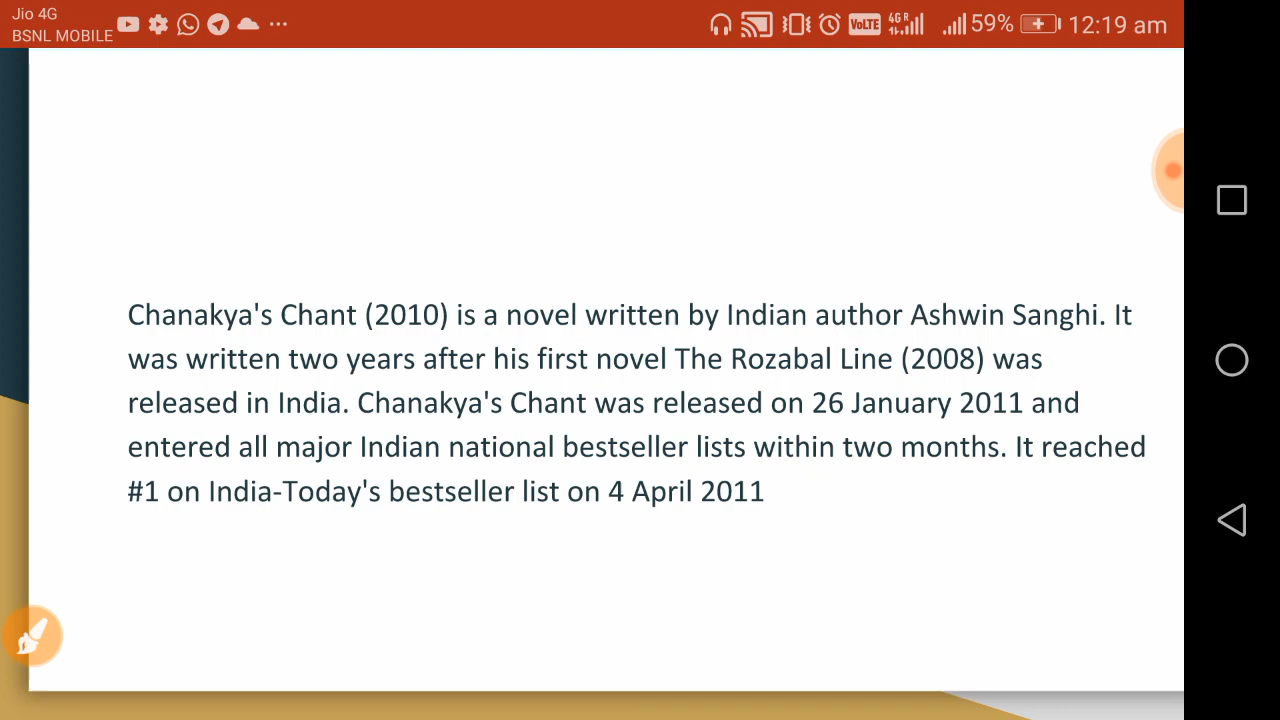 Jio 4G
BSNL MOBILE
VoLTE 4G R 59% 12:19 am
Chanakya's Chant (2010) is a novel written by Indian author Ashwin Sanghi. It
was written two years after his first novel The Rozabal Line (2008) was
released in India. Chanakya's Chant was released on 26 January 2011 and
entered all major Indian national bestseller lists within two months. It reached
#1 on India-Today's bestseller list on 4 April 2011